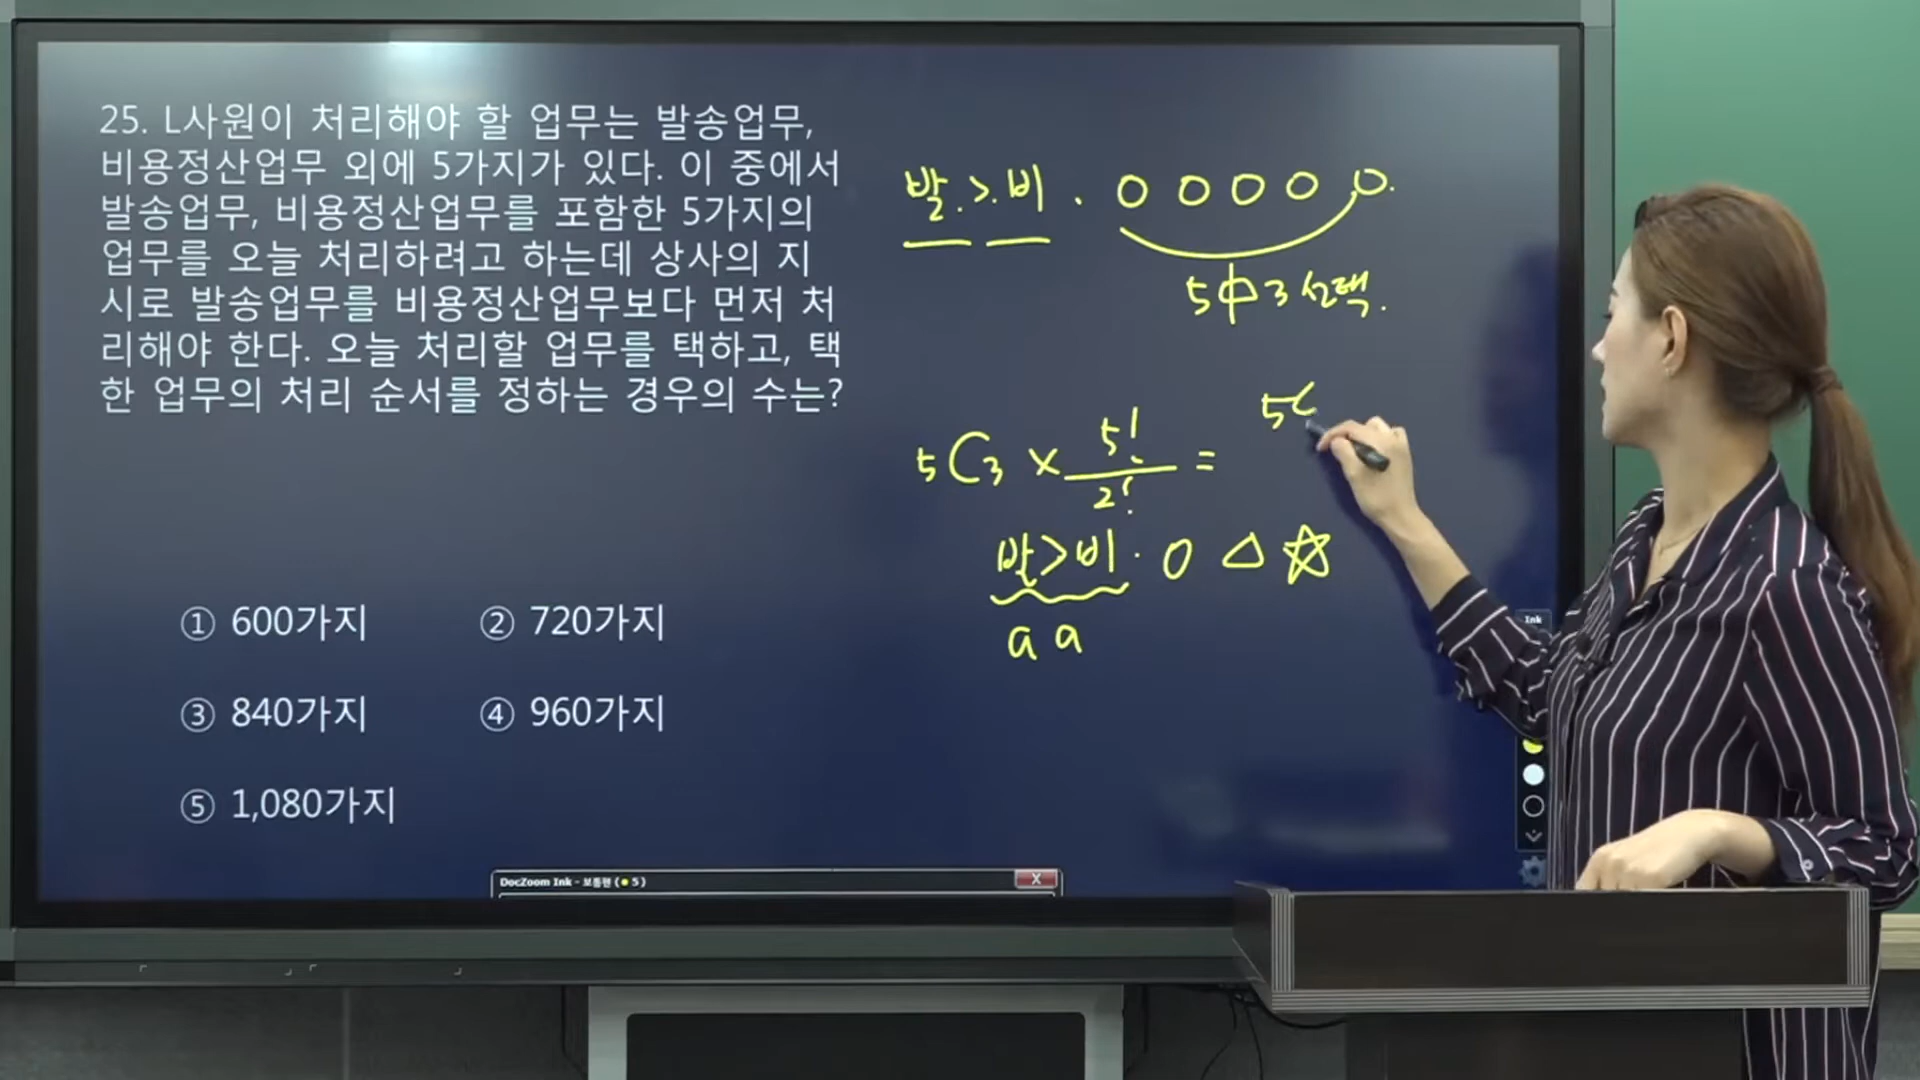 25. L사원이 처리해야 할 업무는 발송업무,
비용정산업무 외에 5가지가 있다. 이 중에서
발송업무, 비용정산업무를 포함한 5가지의
업무를 오늘 처리하려고 하는데 상사의 지
시로 발송업무를 비용정산업무보다 먼저 처
리해야 한다. 오늘 처리할 업무를 택하고, 택
한 업무의 처리 순서를 정하는 경우의 수는?
① 600가지 ② 720가지
③ 840가지 ④ 960가지
⑤ 1,080가지
발 > 비 . O O O O O.
5中3 선택.
5C
5C3 × 5!/2! =
발>비 . O △ ☆
a a
Ink
DocZoom Ink - 보통펜 (● 5)
X